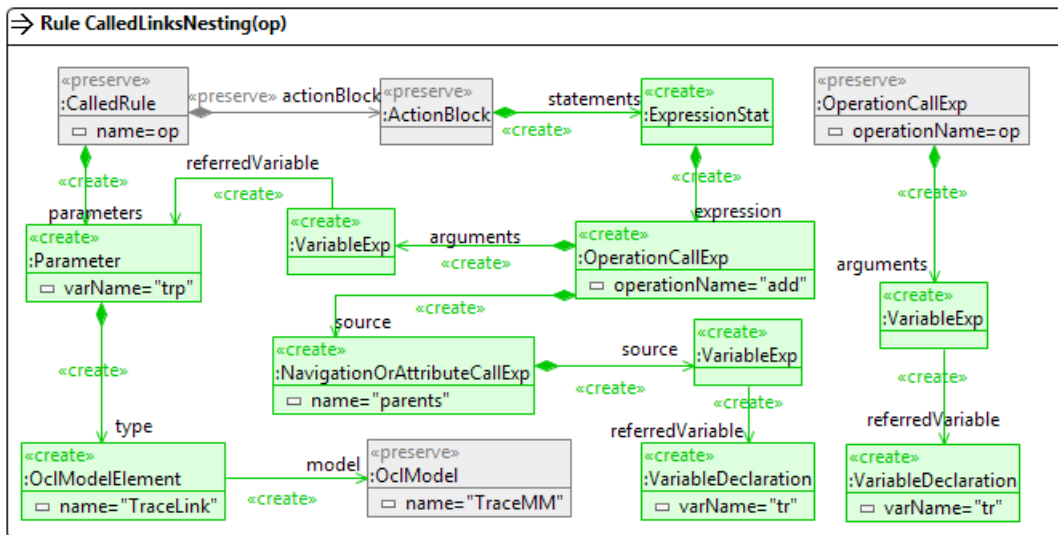 Rule CalledLinksNesting(op)
«preserve»
:CalledRule
name=op
«preserve» actionBlock
«preserve»
:ActionBlock
statements
«create»
«create»
:ExpressionStat
«preserve»
:OperationCallExp
operationName=op
«create»
parameters
referredVariable
«create»
«create»
expression
«create»
«create»
:Parameter
varName="trp"
«create»
:VariableExp
arguments
«create»
«create»
:OperationCallExp
operationName="add"
arguments
«create»
:VariableExp
«create»
source
«create»
:NavigationOrAttributeCallExp
name="parents"
source
«create»
«create»
:VariableExp
«create»
type
«create»
referredVariable
«create»
referredVariable
«create»
:OclModelElement
name="TraceLink"
model
«create»
«preserve»
:OclModel
name="TraceMM"
«create»
:VariableDeclaration
varName="tr"
«create»
:VariableDeclaration
varName="tr"